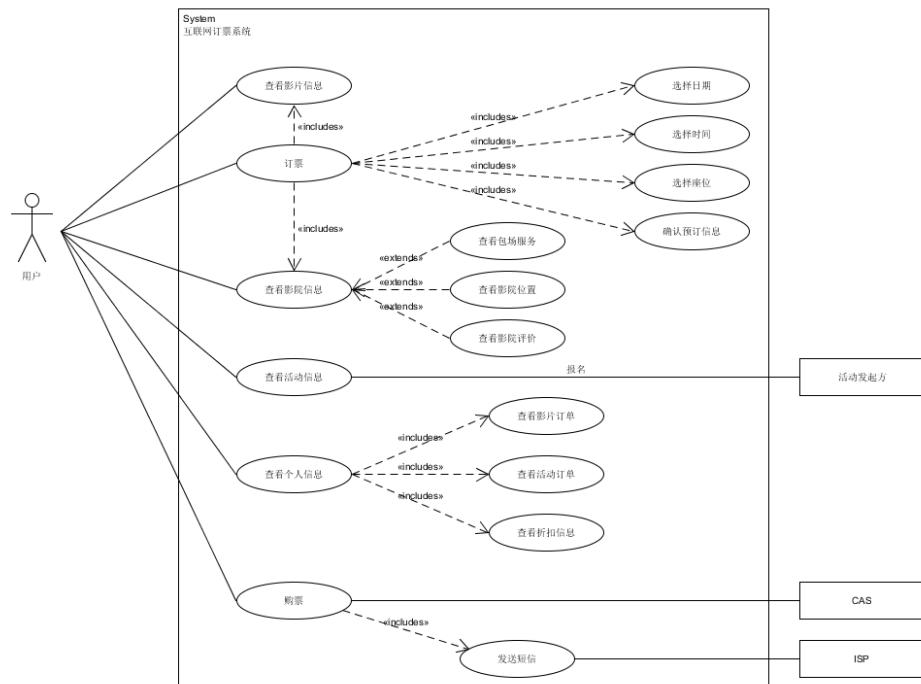 System
互联网订票系统
查看影片信息
选择日期
«includes»
«includes»
选择时间
«includes»
订票
«includes»
选择座位
«includes»
确认预订信息
«includes»
查看包场服务
«extends»
用户
查看影院信息
«extends»
查看影院位置
«extends»
查看影院评价
报名
查看活动信息
活动发起方
查看影片订单
«includes»
查看个人信息
«includes»
查看活动订单
«includes»
查看折扣信息
购票
CAS
«includes»
发送短信
ISP